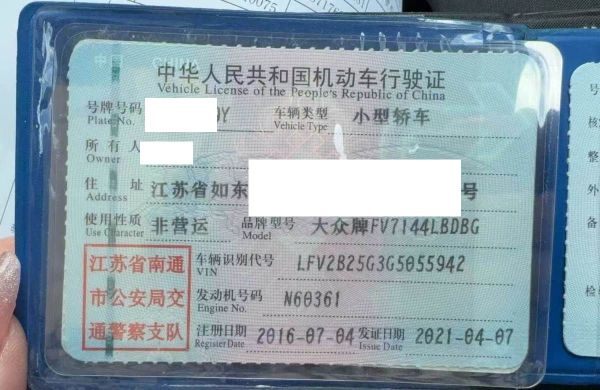 中华人民共和国机动车行驶证
Vehicle License of the People's Republic of China
号牌号码 Y 车辆类型 小型轿车
Plate No. Vehicle Type
所有人
Owner
住址 江苏省如东 号
Address
使用性质 非营运 品牌型号 大众牌FV7144LBDBG
Use Character Model
江苏省南通
市公安局交
通警察支队
车辆识别代号 LFV2B25G3G5055942
VIN
发动机号码 N60361
Engine No.
注册日期 2016-07-04 发证日期 2021-04-07
Register Date Issue Date